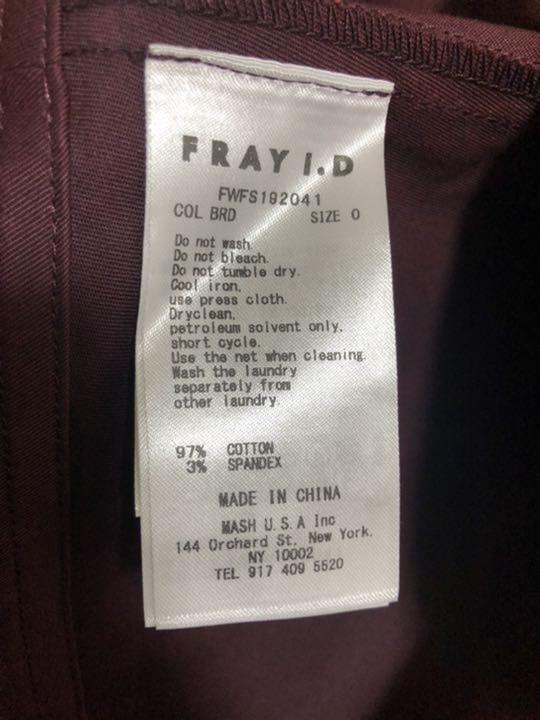 FRAY I.D
FWFS192041
COL BRD SIZE 0
Do not wash.
Do not bleach.
Do not tumble dry.
Cool iron,
use press cloth.
Dryclean,
petroleum solvent only,
short cycle.
Use the net when cleaning.
Wash the laundry
separately from
other laundry.
97% COTTON
3% SPANDEX
MADE IN CHINA
MASH U.S.A Inc
144 Orchard St, New York,
NY 10002
TEL 917 409 5520